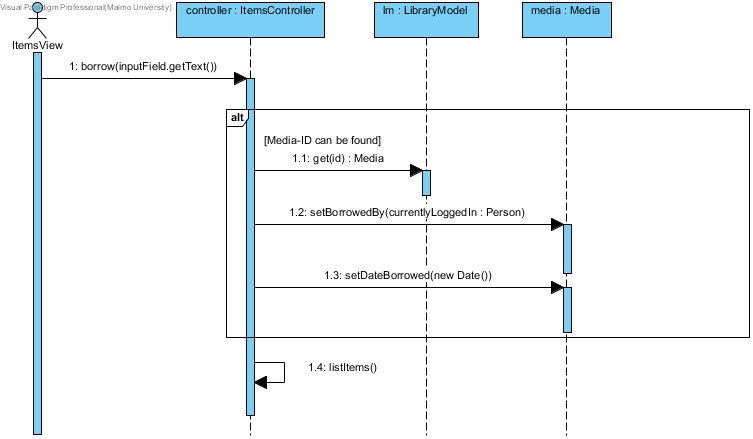 Visual Paradigm Professional(Malmo University)
controller : ItemsController
lm : LibraryModel
media : Media
ItemsView
1: borrow(inputField.getText())
alt
[Media-ID can be found]
1.1: get(id) : Media
1.2: setBorrowedBy(currentlyLoggedIn : Person)
1.3: setDateBorrowed(new Date())
1.4: listItems()